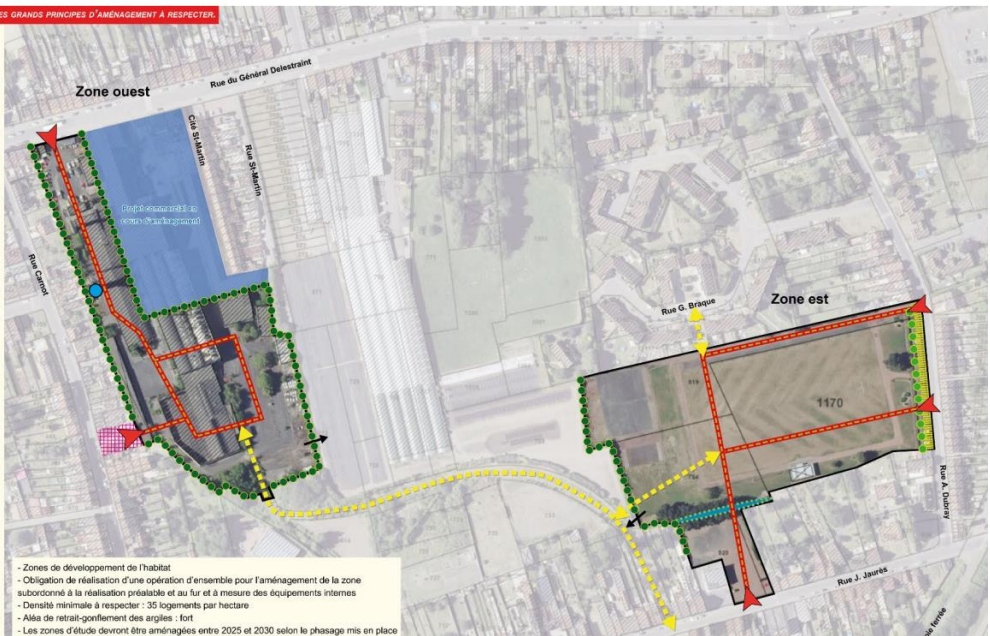 ES GRANDS PRINCIPES D'AMÉNAGEMENT À RESPECTER.
Rue du Général Delestraint
Zone ouest
Cité St-Martin
Rue St-Martin
Projet commercial en
cours d'aménagement
Rue Carnot
Rue G. Braque
Zone est
1170
Rue A. Dubray
Rue J. Jaurès
ie ferrée
- Zones de développement de l'habitat
- Obligation de réalisation d'une opération d'ensemble pour l'aménagement de la zone
subordonné à la réalisation préalable et au fur et à mesure des équipements internes
- Densité minimale à respecter : 35 logements par hectare
- Aléa de retrait-gonflement des argiles : fort
- Les zones d'étude devront être aménagées entre 2025 et 2030 selon le phasage mis en place